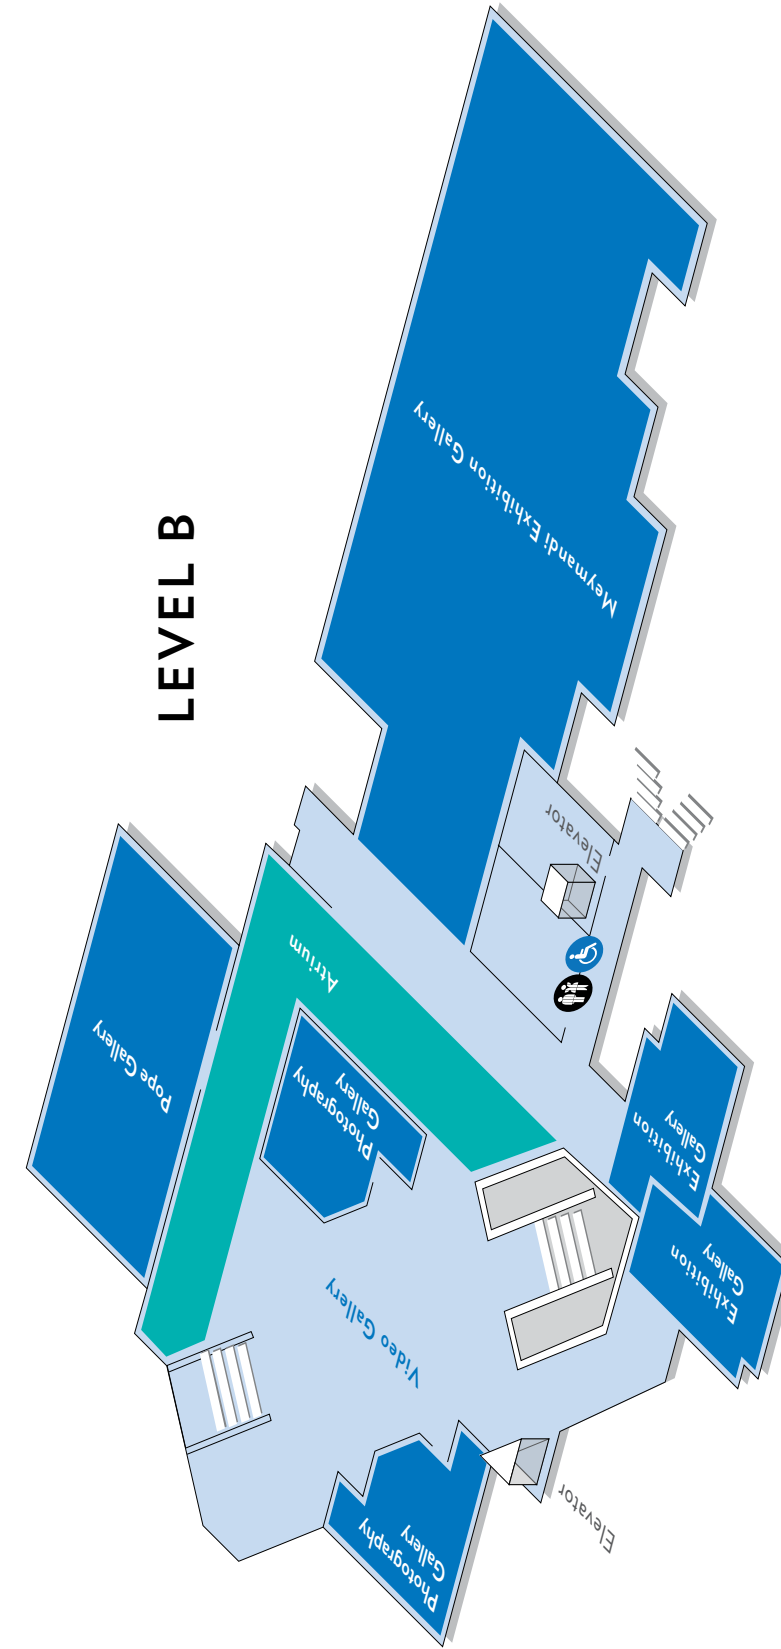 LEVEL B
Meymandi Exhibition Gallery
Elevator
Atrium
Pope Gallery
Photography
Gallery
Exhibition
Gallery
Exhibition
Gallery
Video Gallery
Photography
Gallery
Elevator